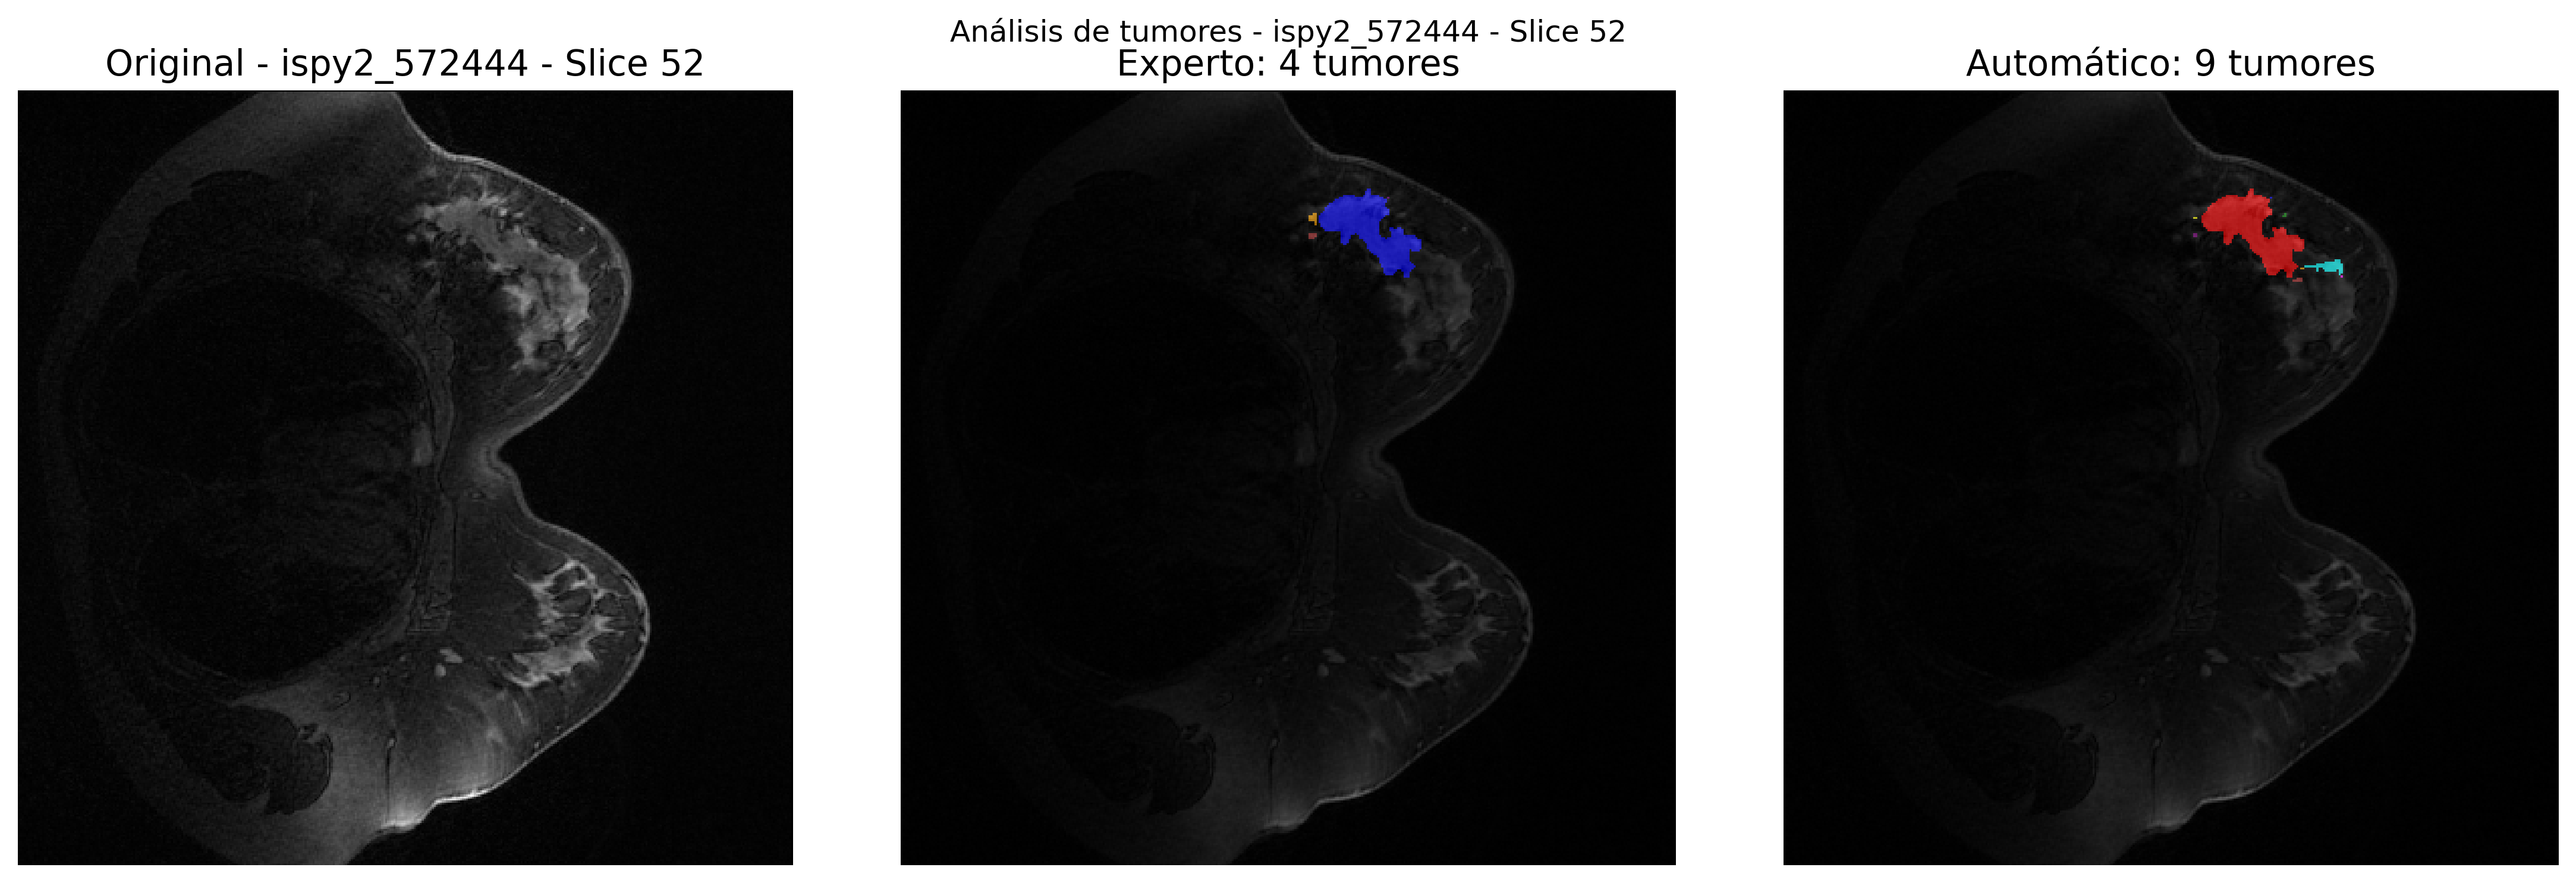 Análisis de tumores - ispy2_572444 - Slice 52
Original - ispy2_572444 - Slice 52
Experto: 4 tumores
Automático: 9 tumores